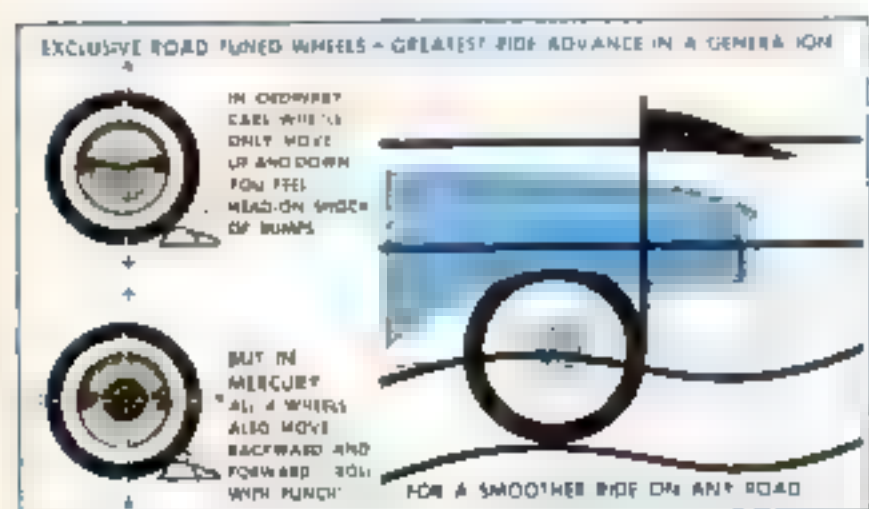 EXCLUSIVE ROAD TUNED WHEELS - GREATEST RIDE ADVANCE IN A GENERATION
IN ORDINARY
CARS WHEELS
ONLY MOVE
UP AND DOWN
YOU FEEL
HEAD-ON SHOCK
OF BUMPS
BUT IN
MERCURY
ALL 4 WHEELS
ALSO MOVE
BACKWARD AND
FORWARD ROLL
WITH PUNCH
FOR A SMOOTHER RIDE ON ANY ROAD